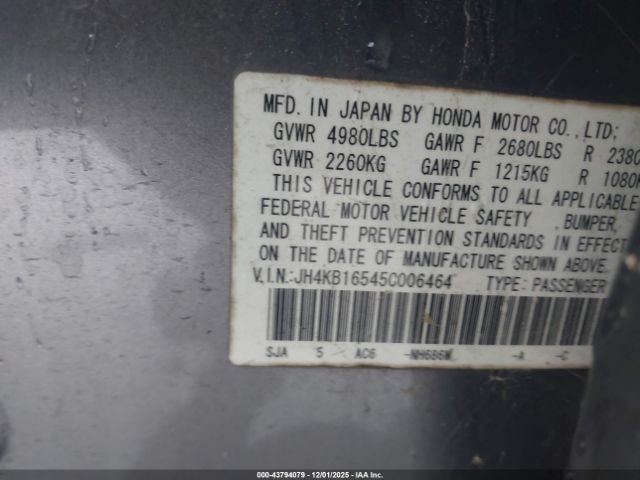 MFD. IN JAPAN BY HONDA MOTOR CO., LTD:
GVWR 4980LBS GAWR F 2680LBS R 2380
GVWR 2260KG GAWR F 1215KG R 1080K
THIS VEHICLE CONFORMS TO ALL APPLICABLE
FEDERAL MOTOR VEHICLE SAFETY , BUMPER,
AND THEFT PREVENTION STANDARDS IN EFFECT
ON THE DATE OF MANUFACTURE SHOWN ABOVE.
V.I.N.:JH4KB16545C006464 TYPE: PASSENGER
SJA 5 AC6 -NH686M -A -C
000-43794079 | 12/01/2025 | IAA Inc.